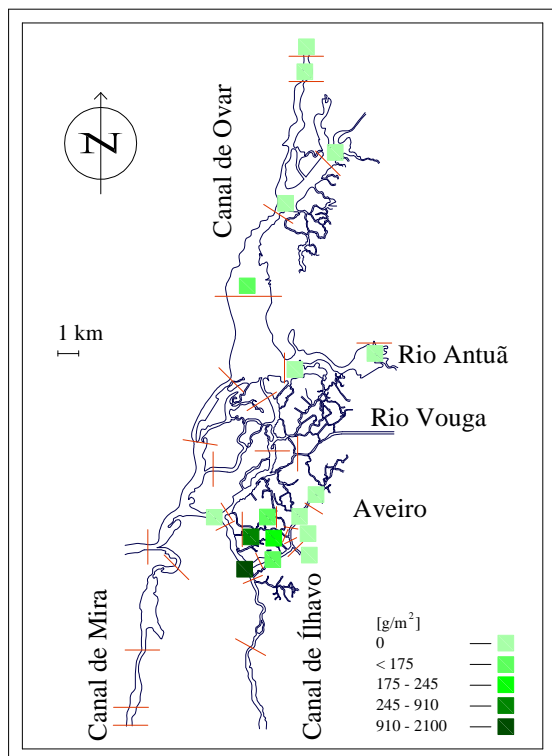 N
Canal de Ovar
1 km
Rio Antuã
Rio Vouga
Aveiro
Canal de Mira
Canal de Ílhavo
[g/m²]
0
< 175
175 - 245
245 - 910
910 - 2100